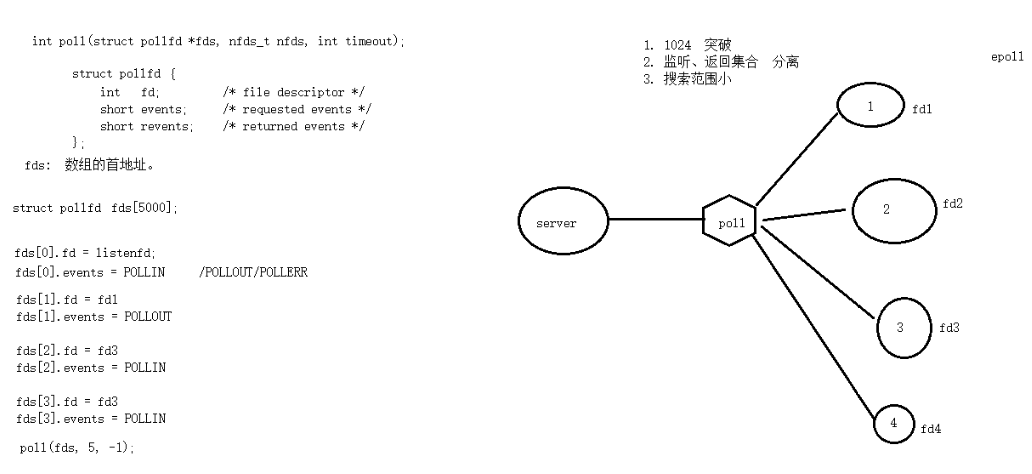 int poll(struct pollfd *fds, nfds_t nfds, int timeout);
struct pollfd {
int fd; /* file descriptor */
short events; /* requested events */
short revents; /* returned events */
};
fds: 数组的首地址。
struct pollfd fds[5000];
fds[0].fd = listenfd;
fds[0].events = POLLIN /POLLOUT/POLLERR
fds[1].fd = fd1
fds[1].events = POLLOUT
fds[2].fd = fd3
fds[2].events = POLLIN
fds[3].fd = fd3
fds[3].events = POLLIN
poll(fds, 5, -1);
1. 1024 突破
2. 监听、返回集合 分离
3. 搜索范围小
epoll
server
poll
1
fd1
2
fd2
3
fd3
4
fd4